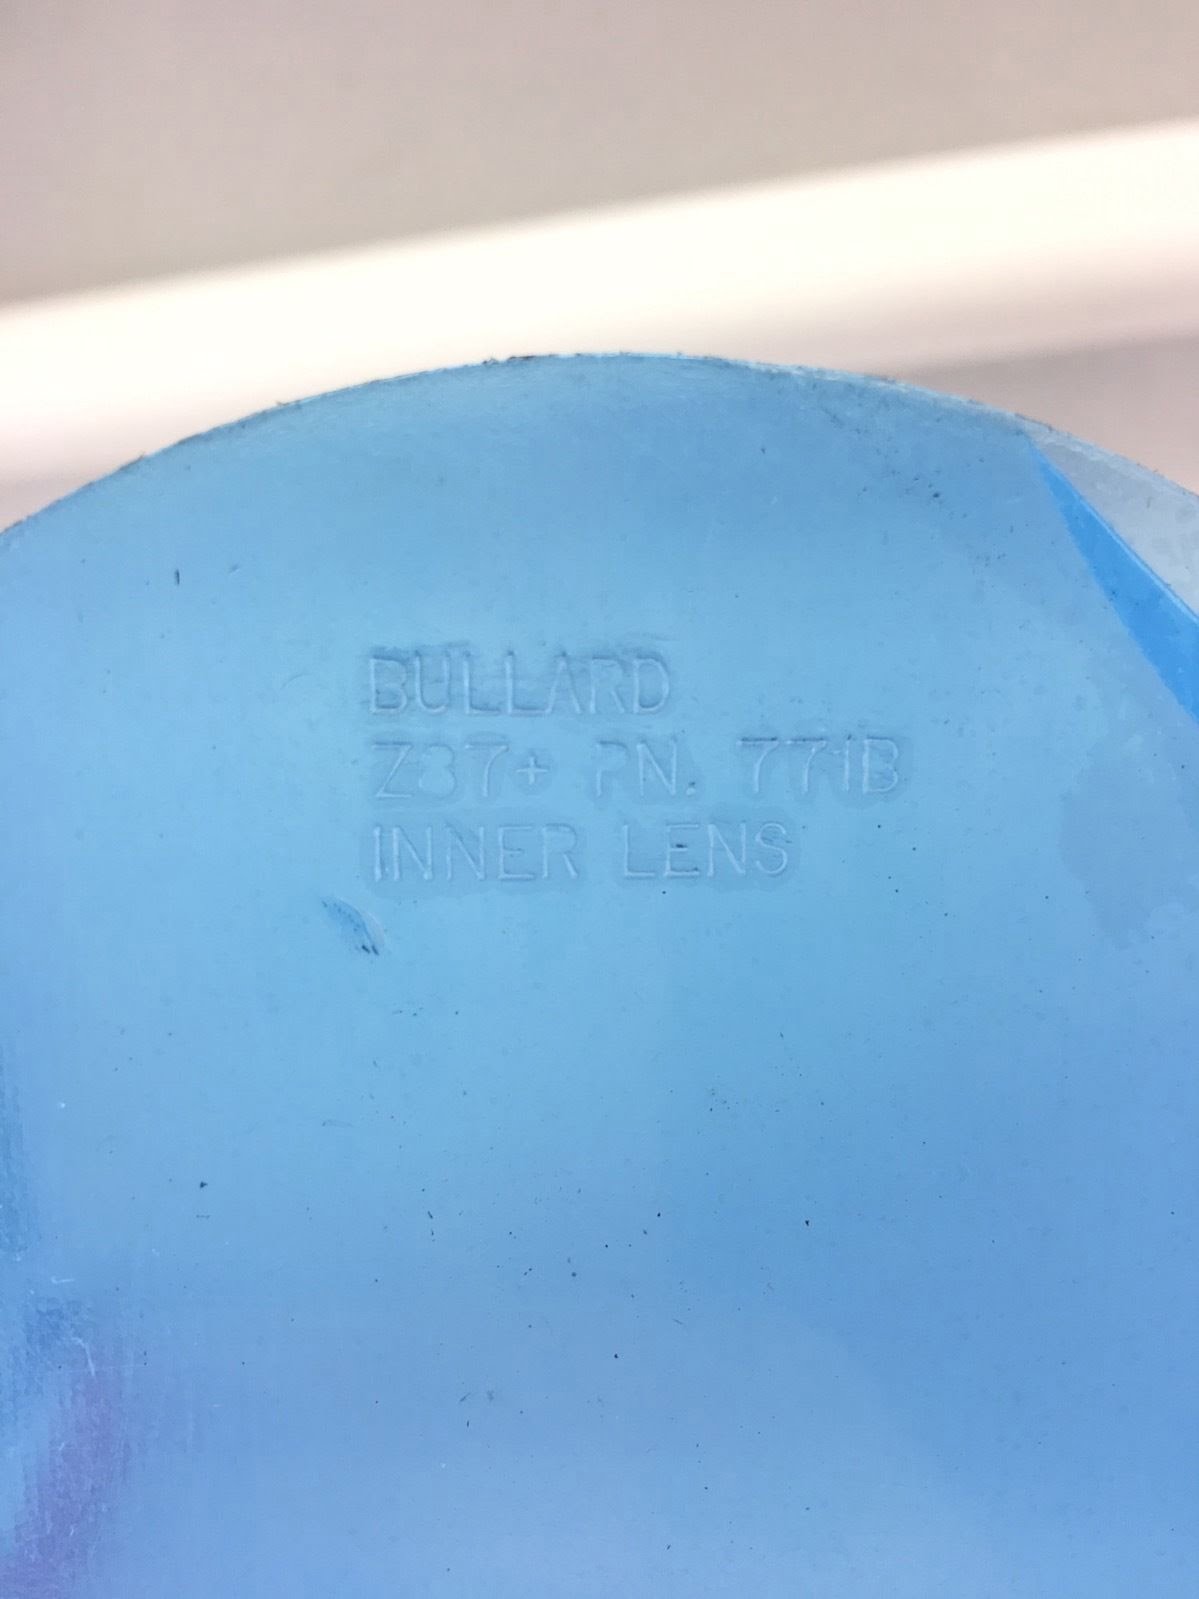 BULLARD
Z87+ PN. 771B
INNER LENS